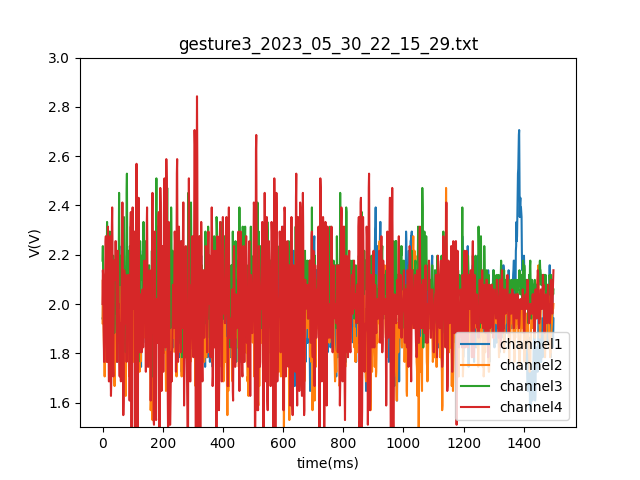 gesture3_2023_05_30_22_15_29.txt
3.0
2.8
2.6
2.4
2.2
2.0
1.8
1.6
V(V)
channel1
channel2
channel3
channel4
0 200 400 600 800 1000 1200 1400
time(ms)